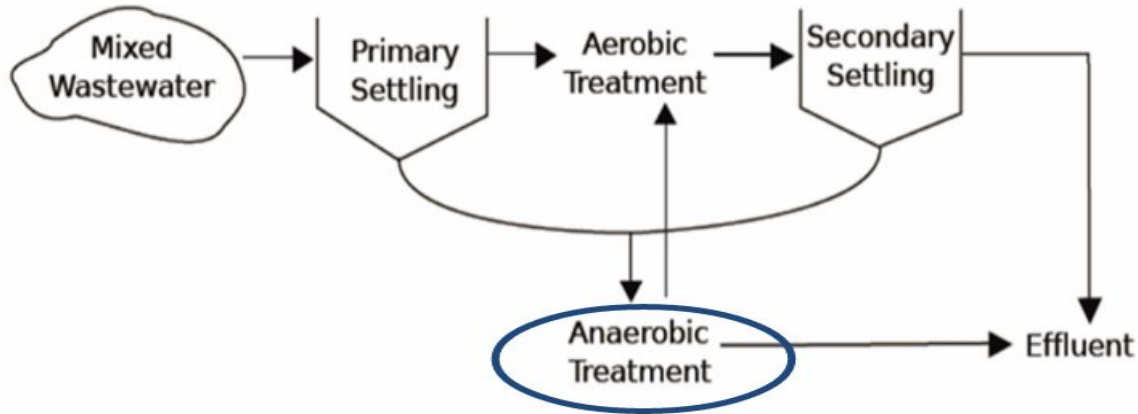 Mixed
Wastewater
Primary
Settling
Aerobic
Treatment
Secondary
Settling
Anaerobic
Treatment
Effluent